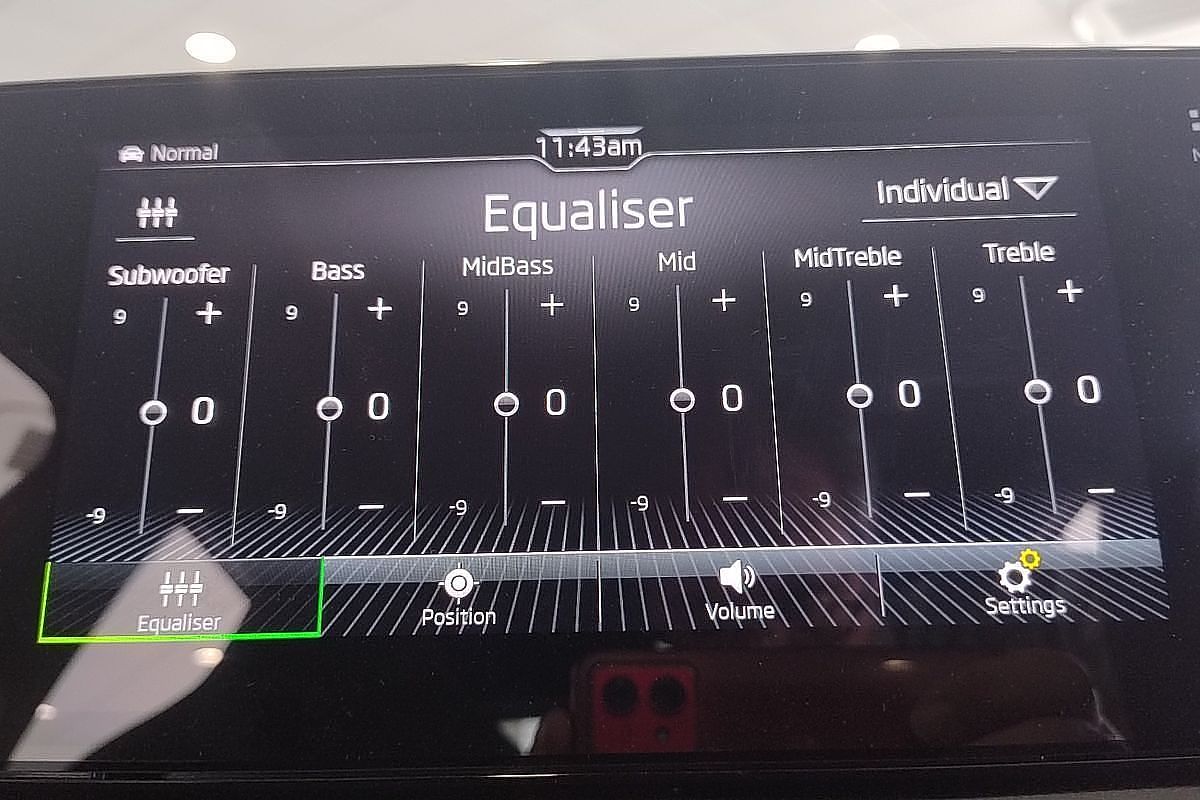 Normal
11:43am
Equaliser
Individual
Subwoofer
Bass
MidBass
Mid
MidTreble
Treble
9 +
9 +
9 +
9 +
9 +
9 +
0
0
0
0
0
0
-9 −
-9 −
-9 −
-9 −
-9 −
-9 −
Equaliser
Position
Volume
Settings